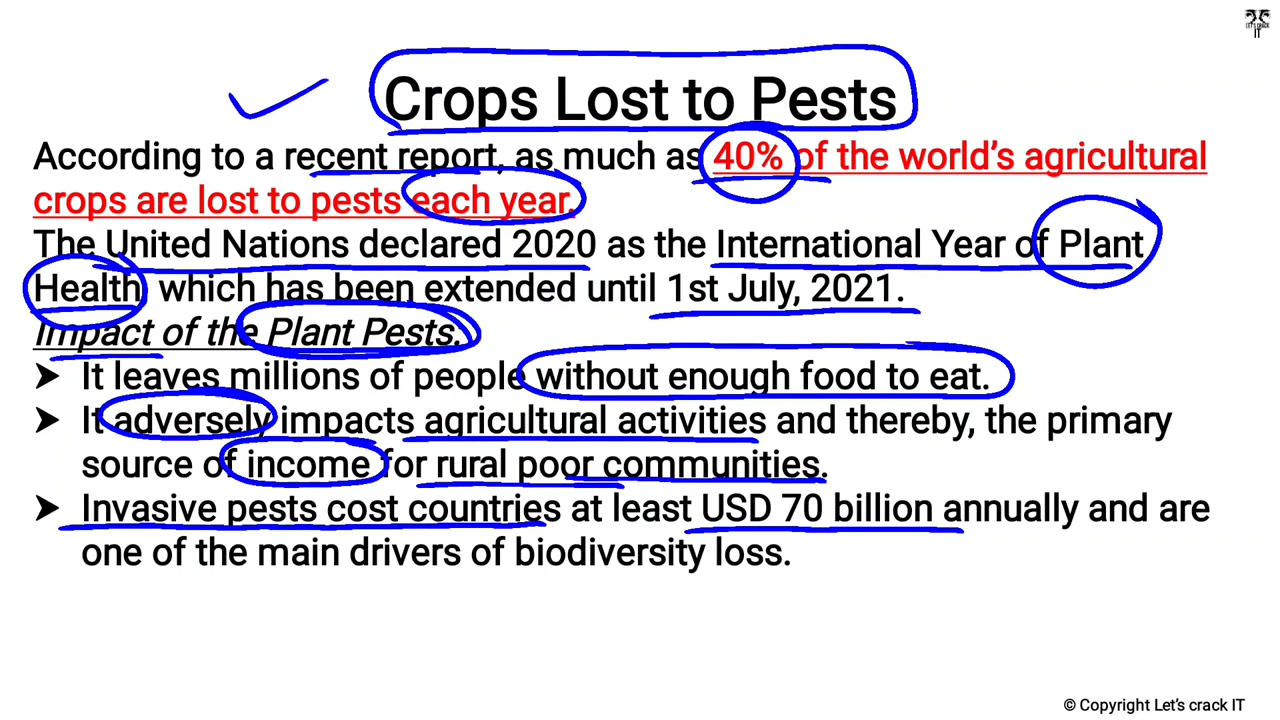 LET'S CRACK
IT
Crops Lost to Pests
According to a recent report, as much as 40% of the world's agricultural
crops are lost to pests each year.
The United Nations declared 2020 as the International Year of Plant
Health, which has been extended until 1st July, 2021.
Impact of the Plant Pests:
➤ It leaves millions of people without enough food to eat.
➤ It adversely impacts agricultural activities and thereby, the primary
source of income for rural poor communities.
➤ Invasive pests cost countries at least USD 70 billion annually and are
one of the main drivers of biodiversity loss.
© Copyright Let's crack IT